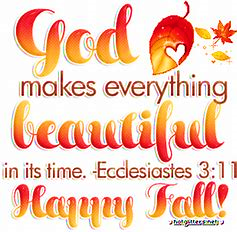 God
makes everything
beautiful
in its time. -Ecclesiastes 3:11
Happy Fall!